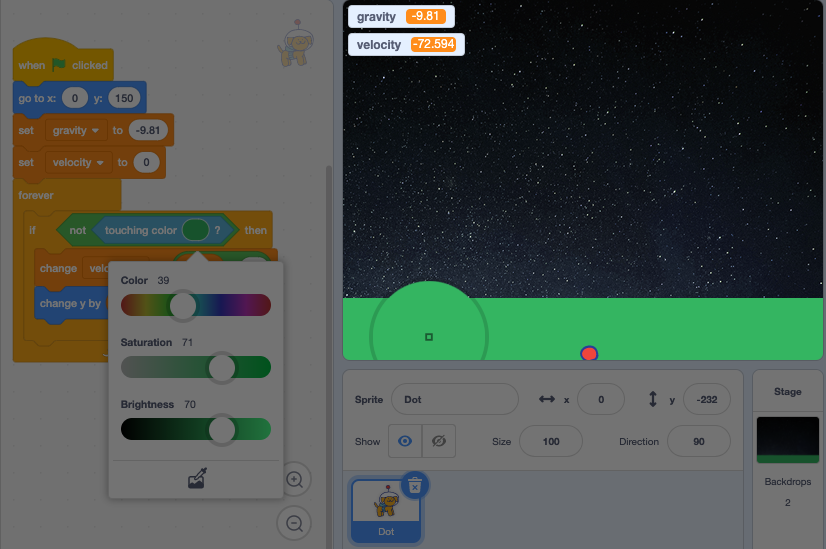 when clicked
go to x: 0 y: 150
set gravity to -9.81
set velocity to 0
forever
if not touching color ? then
change
change y by
Color 39
Saturation 71
Brightness 70
gravity -9.81
velocity -72.594
Sprite Dot x 0 y -232
Show Size 100 Direction 90
Dot
Stage
Backdrops
2